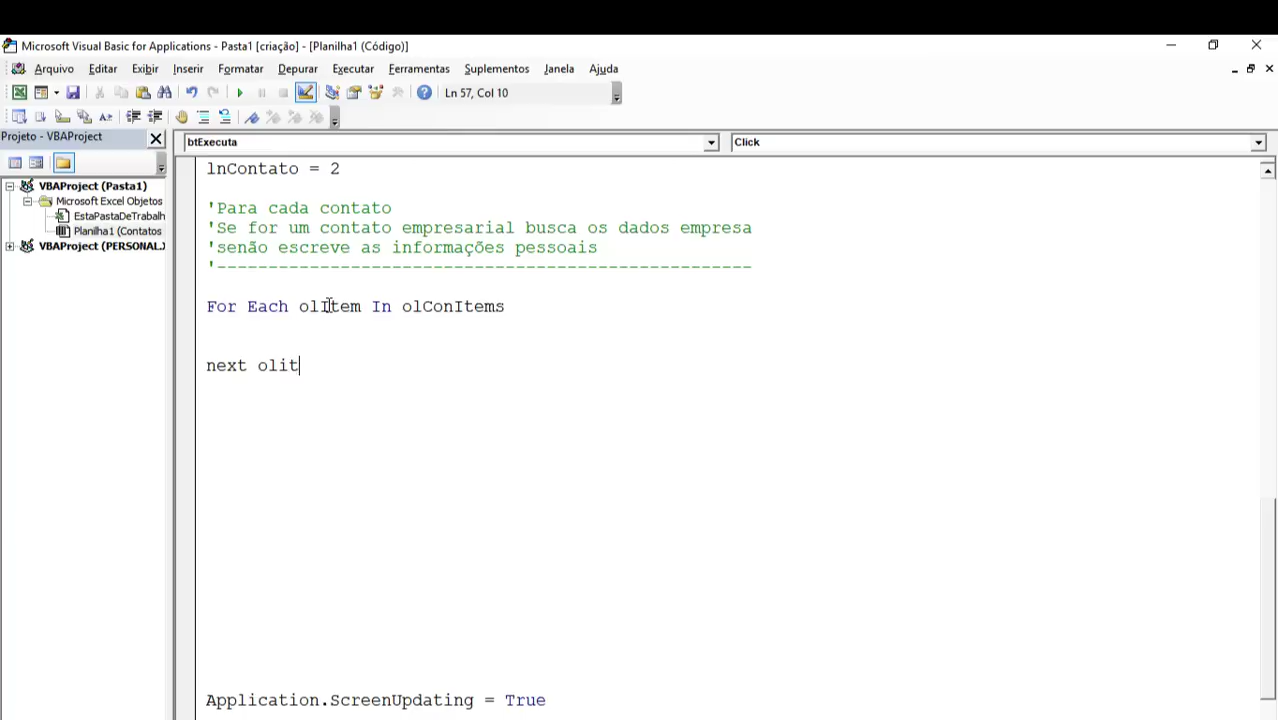 Microsoft Visual Basic for Applications - Pasta1 [criação] - [Planilha1 (Código)]
Arquivo Editar Exibir Inserir Formatar Depurar Executar Ferramentas Suplementos Janela Ajuda
Ln 57, Col 10
Projeto - VBAProject
btExecuta
Click
VBAProject (Pasta1)
Microsoft Excel Objetos
EstaPastaDeTrabalh
Planilha1 (Contatos
VBAProject (PERSONAL.
lnContato = 2
'Para cada contato
'Se for um contato empresarial busca os dados empresa
'senão escreve as informações pessoais
'----------------------------------------------------
For Each olItem In olConItems
next olit
Application.ScreenUpdating = True